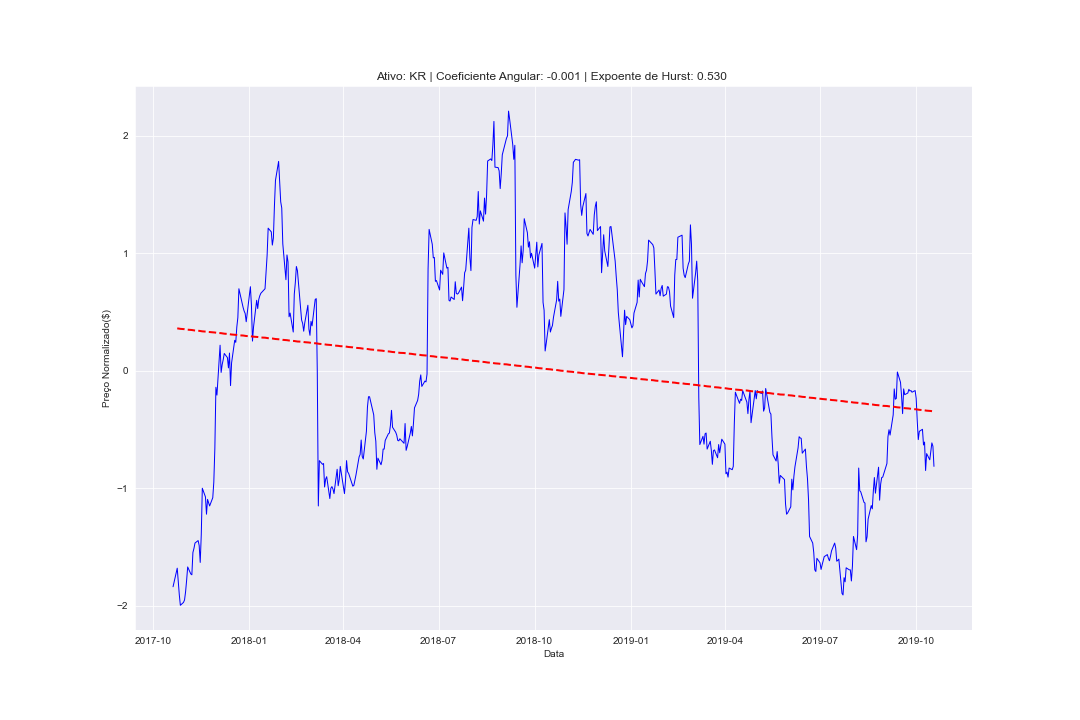 Ativo: KR | Coeficiente Angular: -0.001 | Expoente de Hurst: 0.530
Preço Normalizado($)
2
1
0
−1
−2
2017-10 2018-01 2018-04 2018-07 2018-10 2019-01 2019-04 2019-07 2019-10
Data